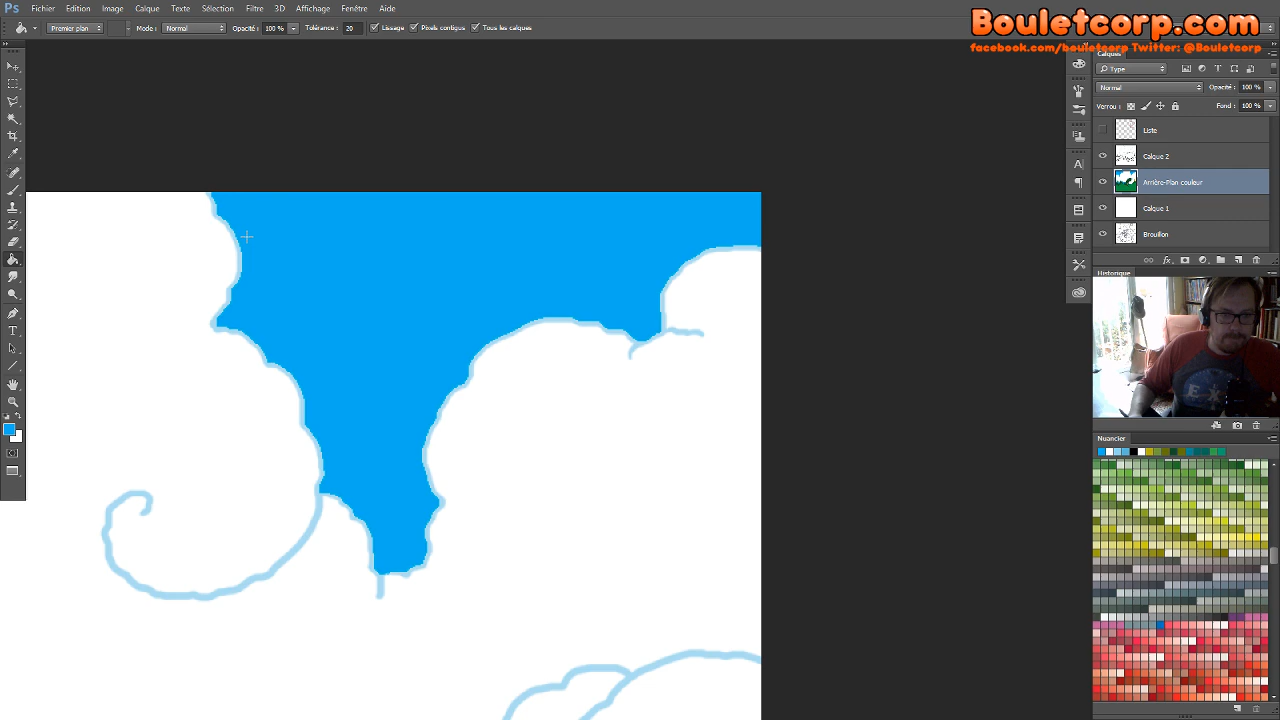 Ps Fichier Edition Image Calque Texte Sélection Filtre 3D Affichage Fenêtre Aide
Premier plan Mode : Normal Opacité : 100 % Tolérance : 20 Lissage Pixels contigus Tous les calques
Bouletcorp.com
facebook.com/bouletcorp Twitter: @Bouletcorp
Calques
Type
Normal Opacité : 100 %
Verrou : Fond : 100 %
Liste
Calque 2
Arrière-Plan couleur
Calque 1
Brouillon
fx
Historique
Nuancier